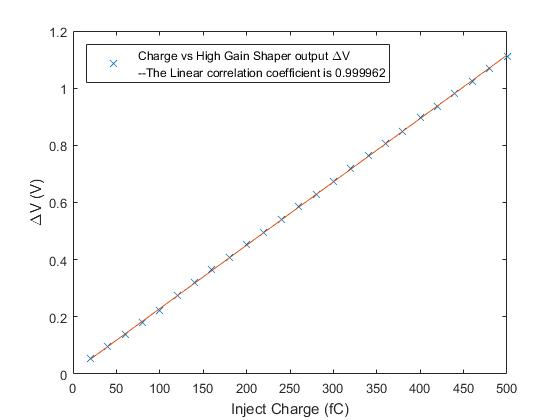 1.2
Charge vs High Gain Shaper output ΔV
--The Linear correlation coefficient is 0.999962
1
0.8
0.6
ΔV (V)
0.4
0.2
0
0 50 100 150 200 250 300 350 400 450 500
Inject Charge (fC)